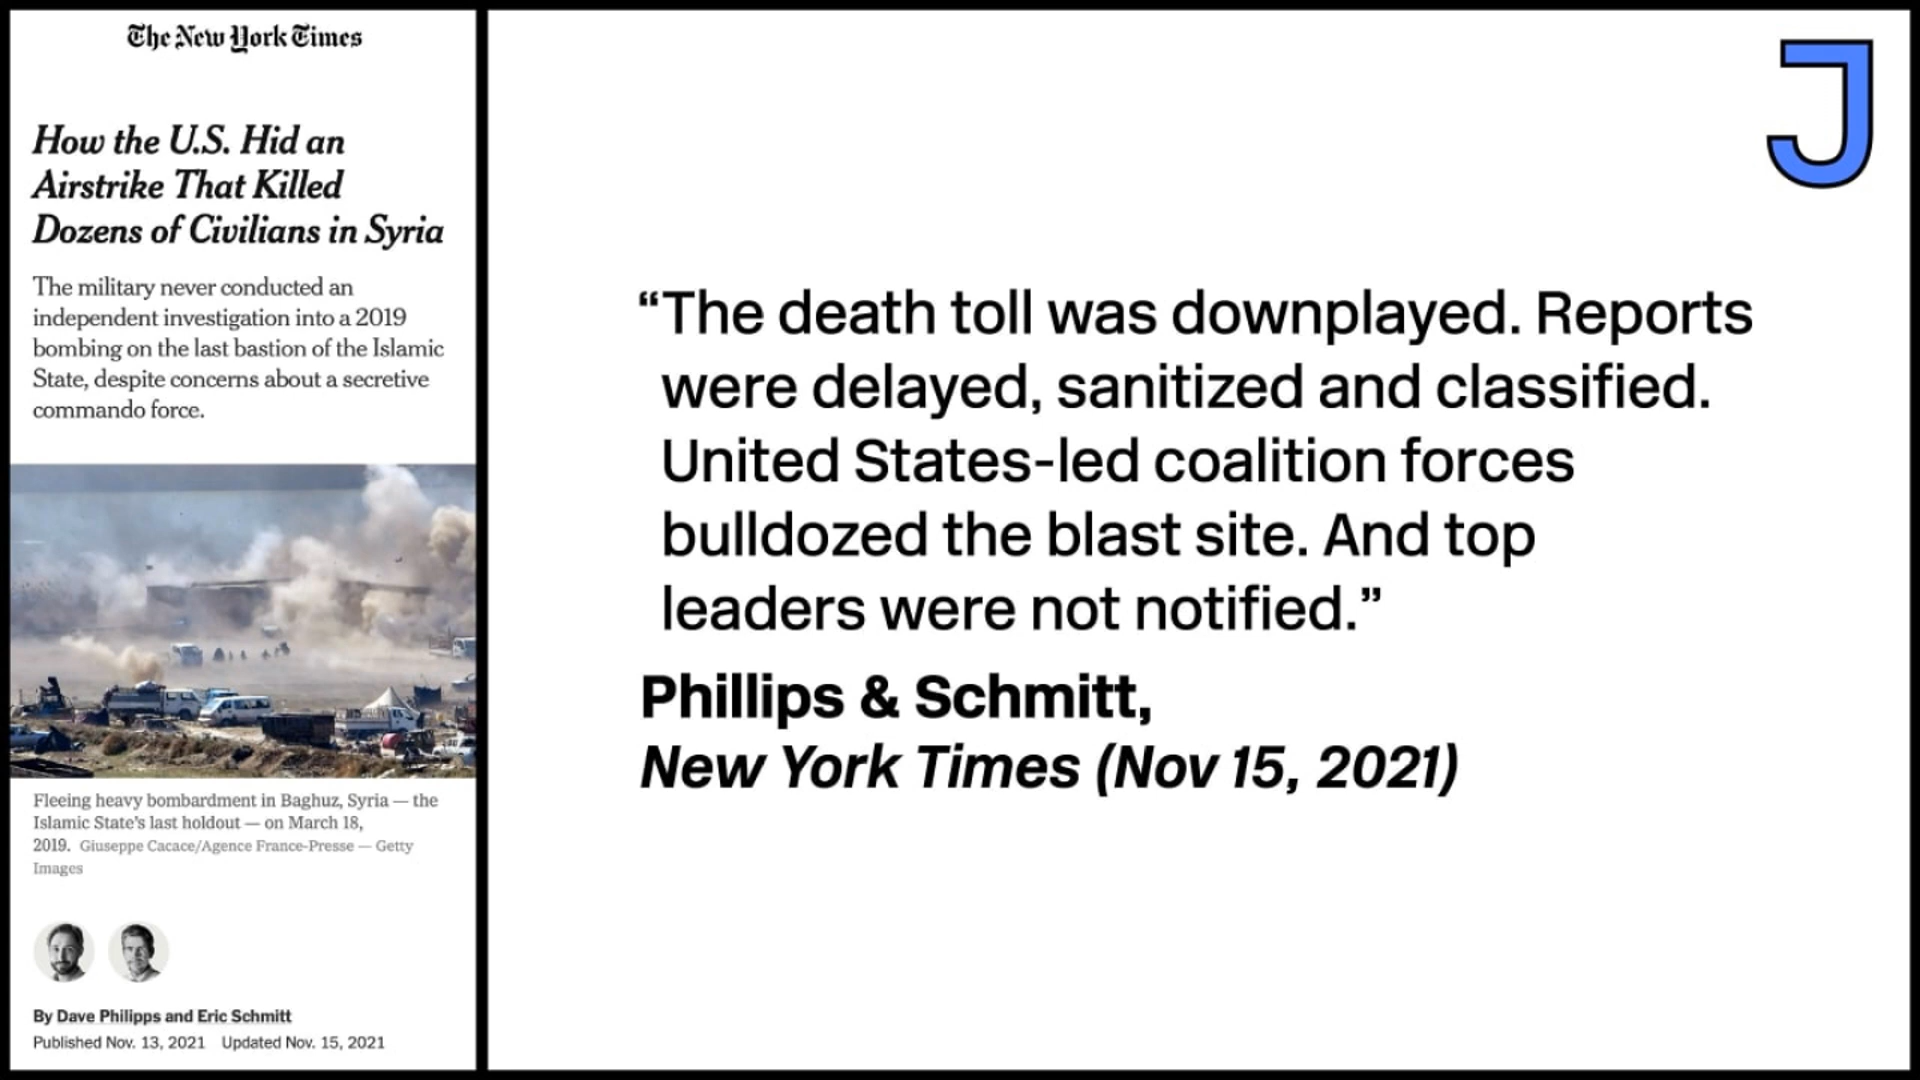 The New York Times
How the U.S. Hid an
Airstrike That Killed
Dozens of Civilians in Syria
The military never conducted an
independent investigation into a 2019
bombing on the last bastion of the Islamic
State, despite concerns about a secretive
commando force.
Fleeing heavy bombardment in Baghuz, Syria — the
Islamic State's last holdout — on March 18,
2019. Giuseppe Cacace/Agence France-Presse — Getty
Images
By Dave Philipps and Eric Schmitt
Published Nov. 13, 2021 Updated Nov. 15, 2021
J
“The death toll was downplayed. Reports
were delayed, sanitized and classified.
United States-led coalition forces
bulldozed the blast site. And top
leaders were not notified.”
Phillips & Schmitt,
New York Times (Nov 15, 2021)